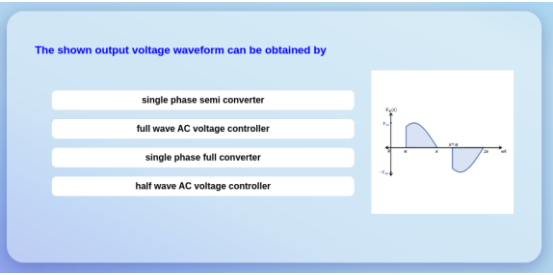 The shown output voltage waveform can be obtained by
single phase semi converter
full wave AC voltage controller
single phase full converter
half wave AC voltage controller